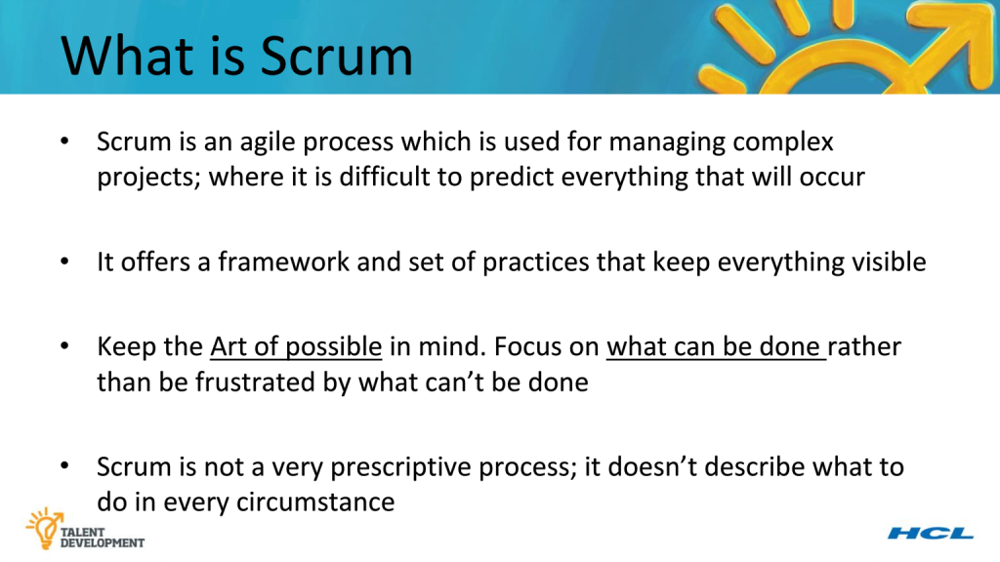 What is Scrum
• Scrum is an agile process which is used for managing complex
projects; where it is difficult to predict everything that will occur
• It offers a framework and set of practices that keep everything visible
• Keep the Art of possible in mind. Focus on what can be done rather
than be frustrated by what can’t be done
• Scrum is not a very prescriptive process; it doesn’t describe what to
do in every circumstance
TALENT
DEVELOPMENT
HCL